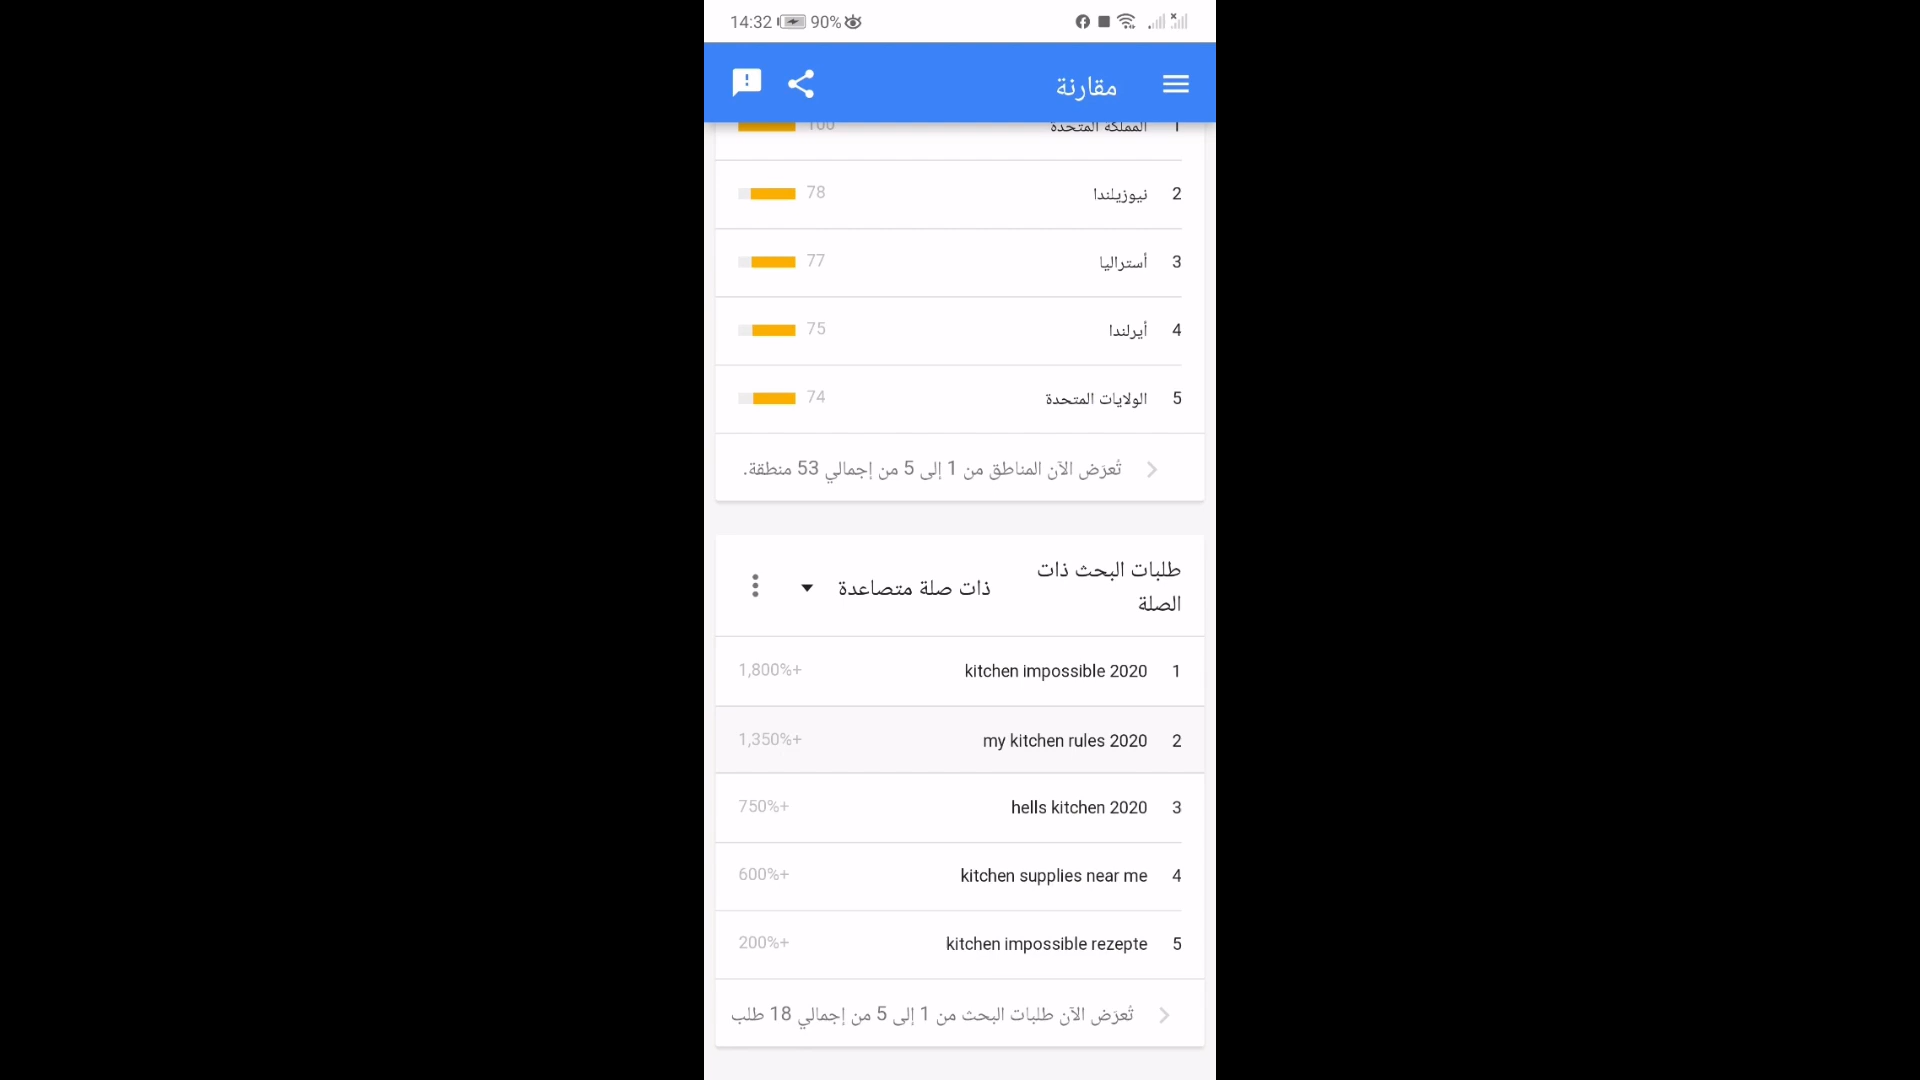 14:32 90%
مقارنة
1 المملكة المتحدة 100
2 نيوزيلندا 78
3 أستراليا 77
4 أيرلندا 75
5 الولايات المتحدة 74
تُعرَض الآن المناطق من 1 إلى 5 من إجمالي 53 منطقة.
طلبات البحث ذات
الصلة
ذات صلة متصاعدة
1 kitchen impossible 2020 1,800%+
2 my kitchen rules 2020 1,350%+
3 hells kitchen 2020 750%+
4 kitchen supplies near me 600%+
5 kitchen impossible rezepte 200%+
تُعرَض الآن طلبات البحث من 1 إلى 5 من إجمالي 18 طلب